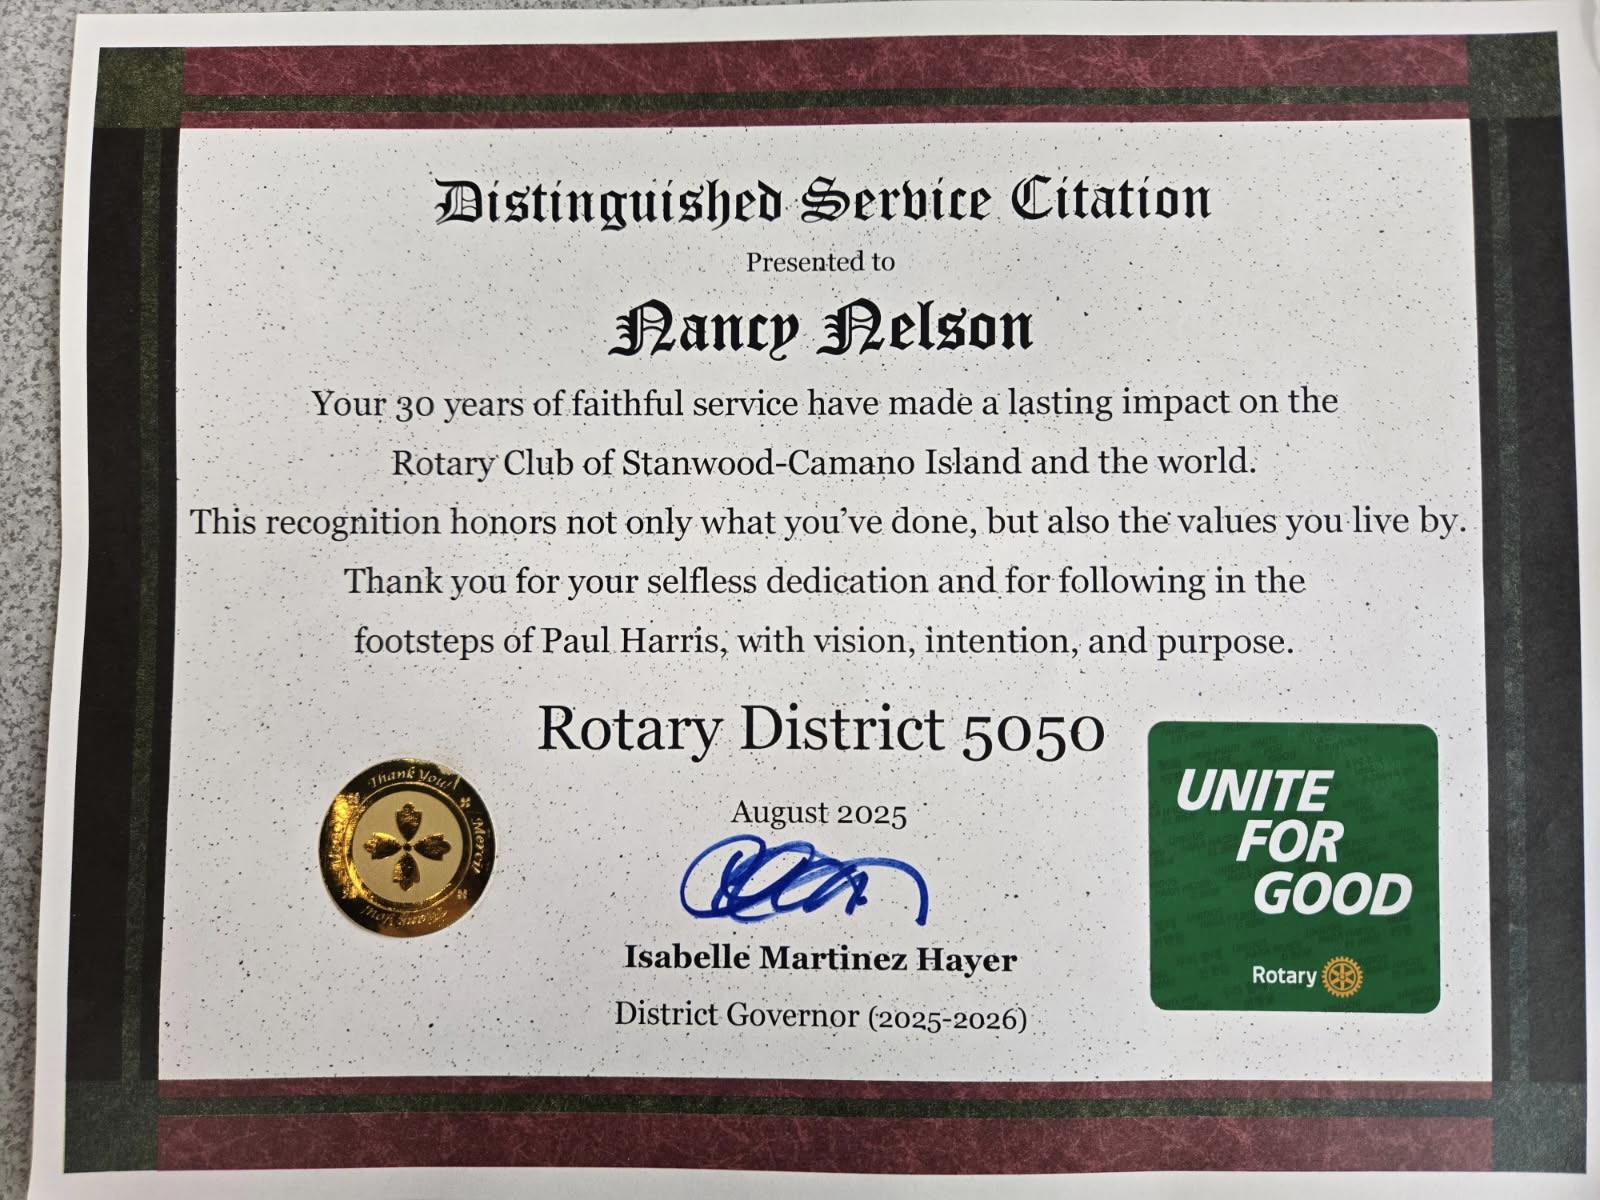 Distinguished Service Citation
Presented to
Nancy Nelson
Your 30 years of faithful service have made a lasting impact on the
Rotary Club of Stanwood-Camano Island and the world.
This recognition honors not only what you've done, but also the values you live by.
Thank you for your selfless dedication and for following in the
footsteps of Paul Harris, with vision, intention, and purpose.
Rotary District 5050
August 2025
Isabelle Martinez Hayer
District Governor (2025-2026)
Thank You!
UNITE
FOR
GOOD
Rotary